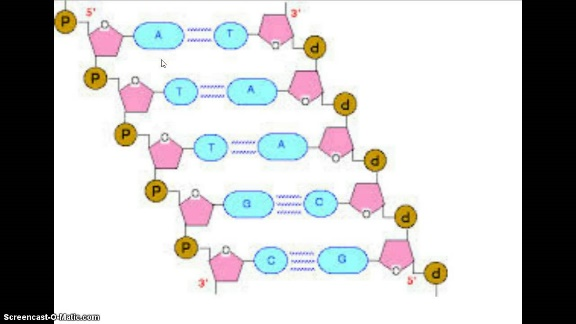 P 5' 3'
O A T O
P d
O T A O
P d
O T A O
P d
O G C O
P d
O C G O
3' 5' d
Screencast-O-Matic.com